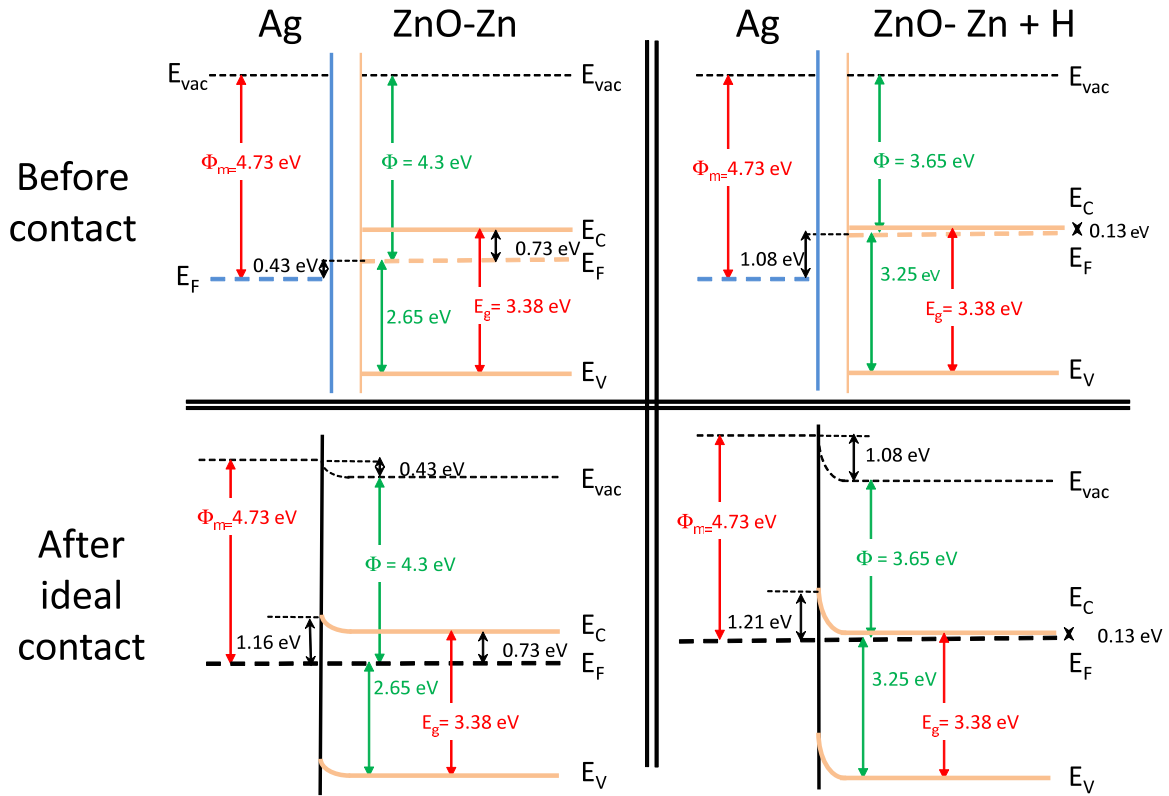 Ag
ZnO-Zn
Ag
ZnO- Zn + H
Before
contact
E_vac
E_vac
Φ_m=4.73 eV
Φ = 4.3 eV
E_C
0.73 eV
0.43 eV
E_F
E_F
2.65 eV
E_g= 3.38 eV
E_V
E_vac
Φ_m=4.73 eV
Φ = 3.65 eV
E_C
0.13 eV
1.08 eV
E_F
3.25 eV
E_g= 3.38 eV
E_V
After
ideal
contact
0.43 eV
E_vac
Φ_m=4.73 eV
Φ = 4.3 eV
E_C
1.16 eV
0.73 eV
E_F
2.65 eV
E_g= 3.38 eV
E_V
1.08 eV
E_vac
Φ_m=4.73 eV
Φ = 3.65 eV
E_C
1.21 eV
0.13 eV
E_F
3.25 eV
E_g= 3.38 eV
E_V